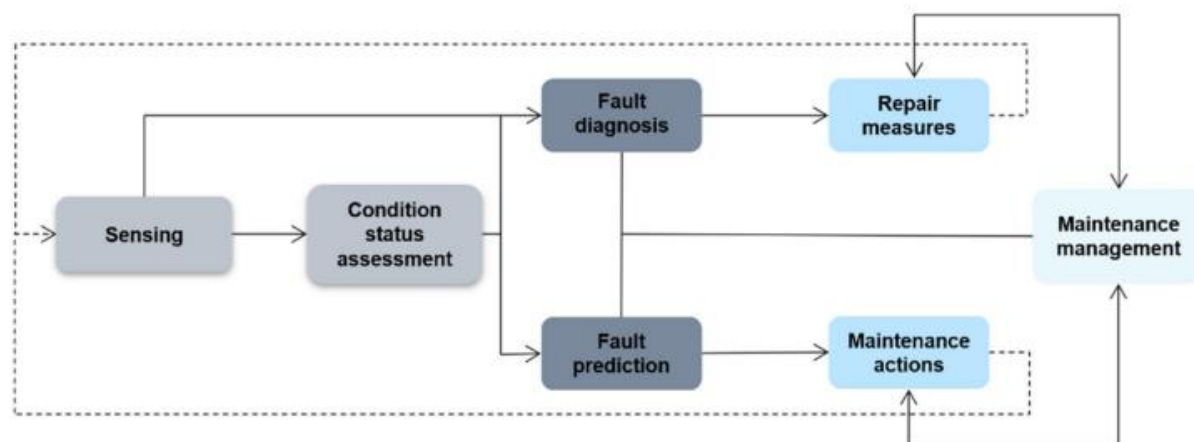 Fault
diagnosis
Repair
measures
Sensing
Condition
status
assessment
Maintenance
management
Fault
prediction
Maintenance
actions